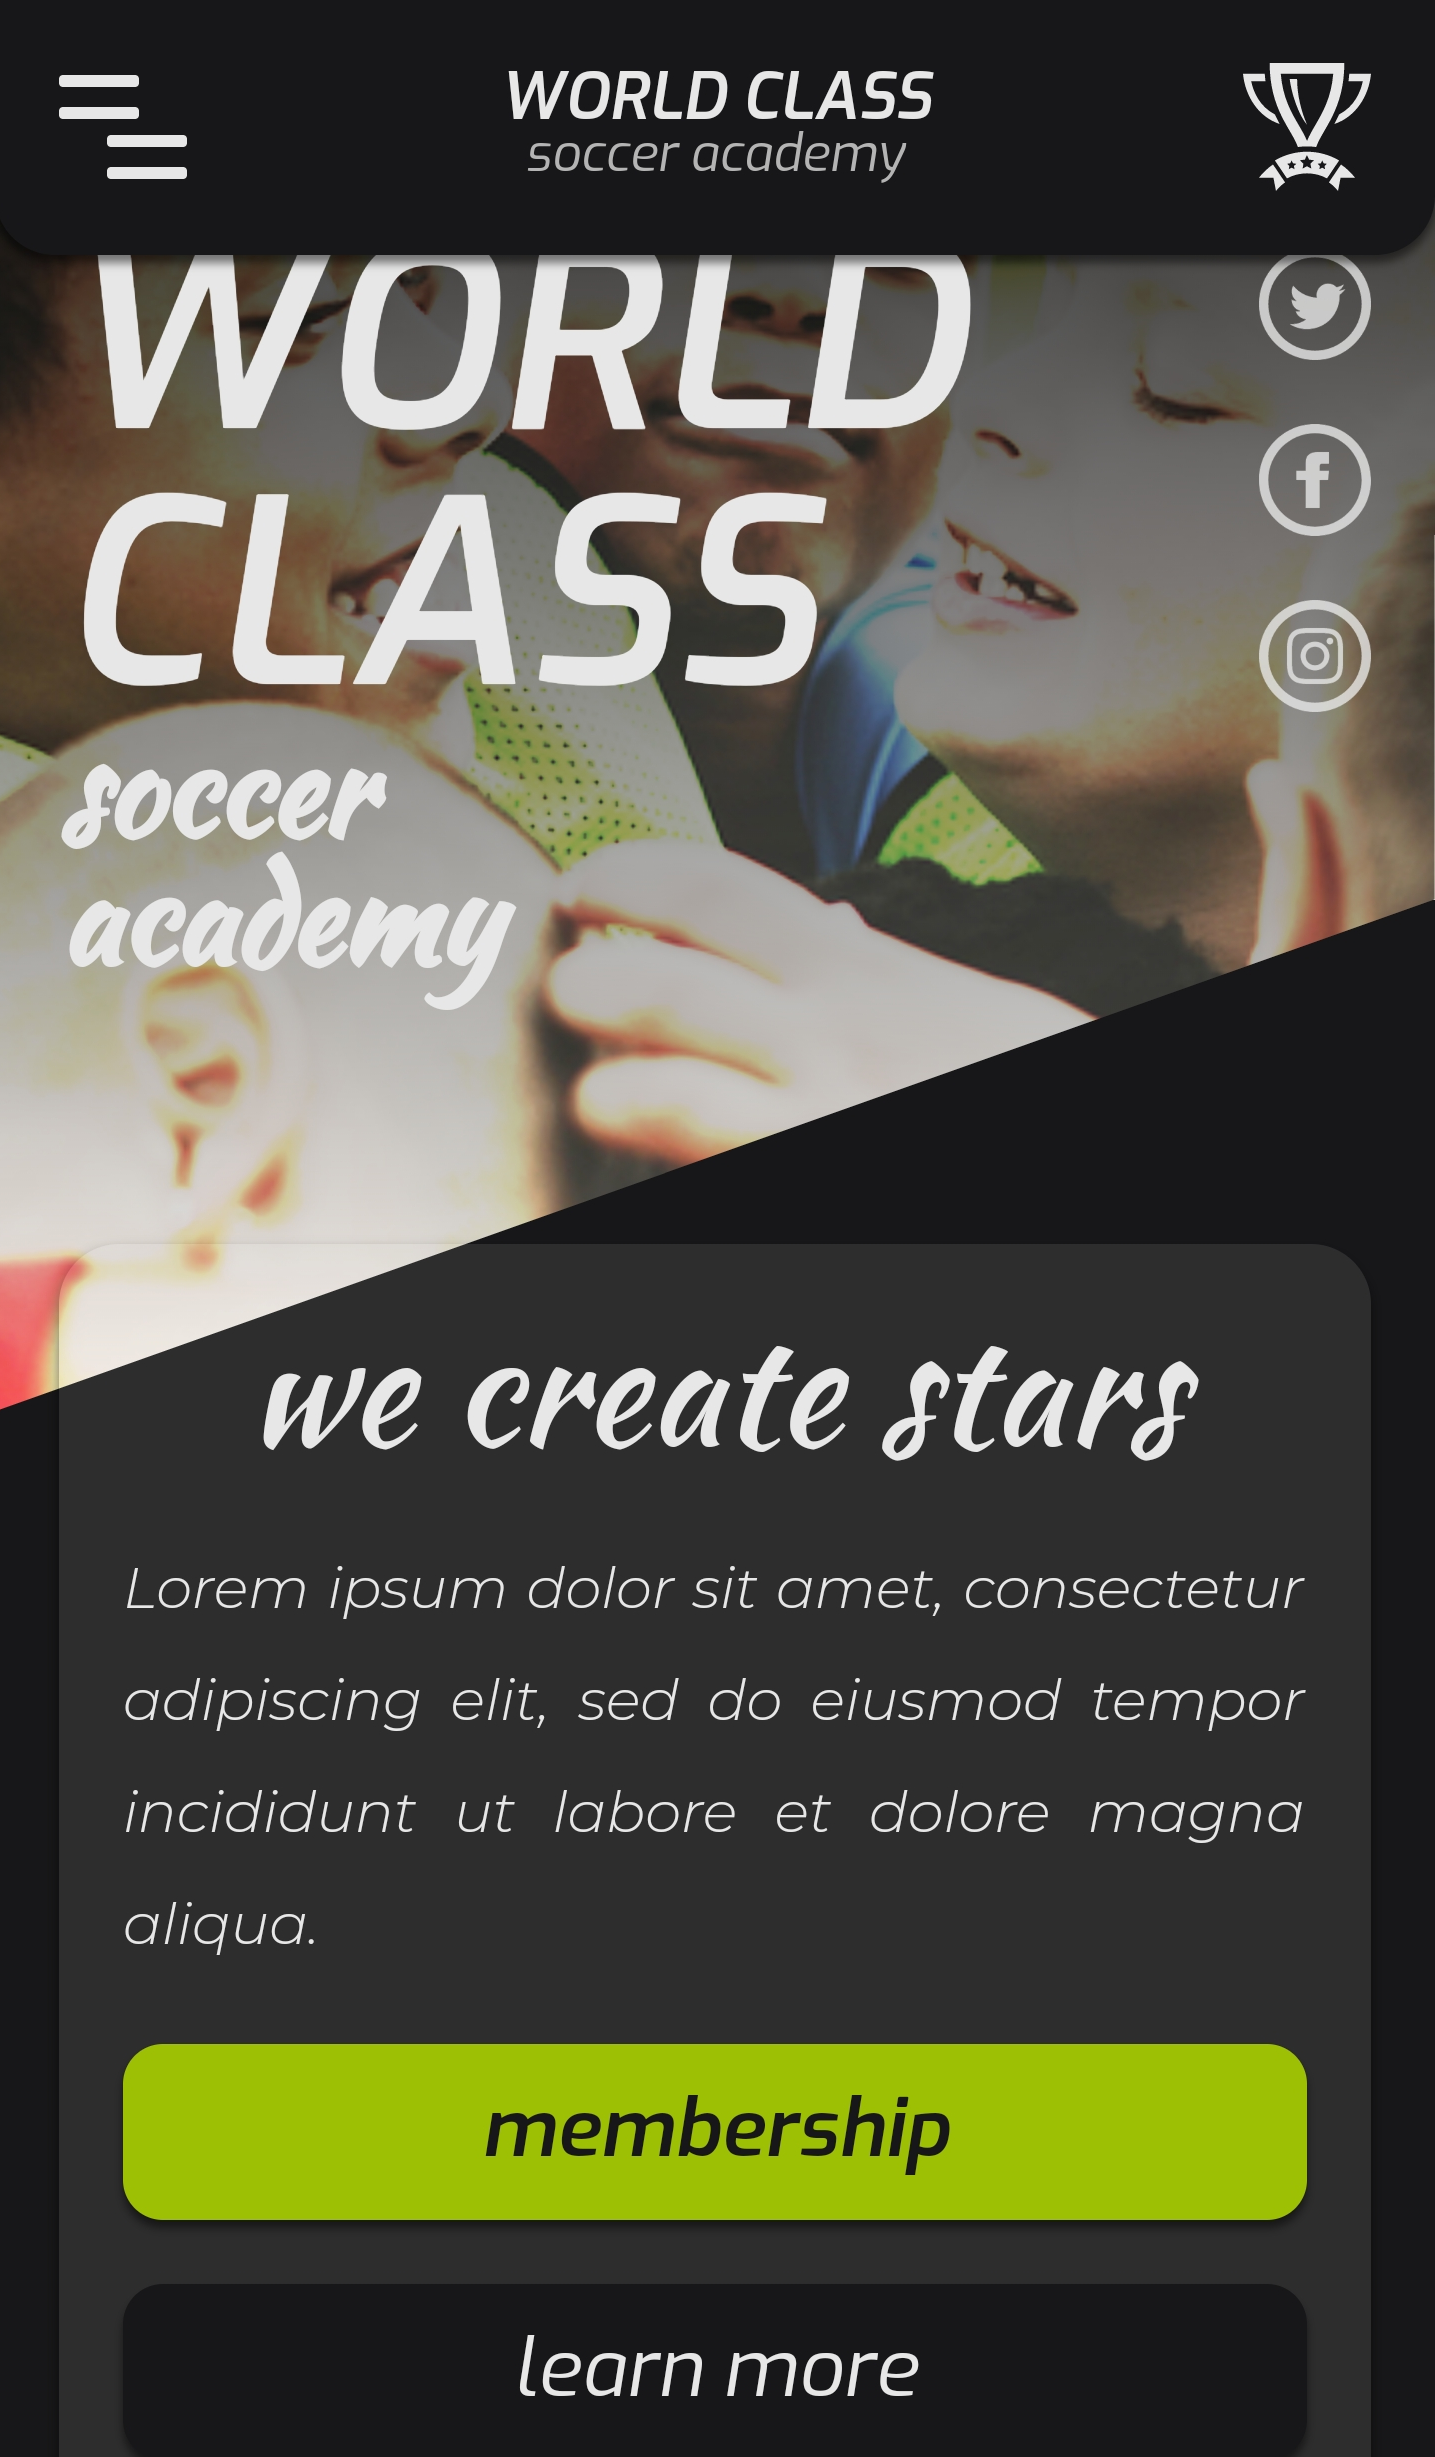 WORLD CLASS
soccer academy
WORLD
CLASS
soccer
academy
we create stars
Lorem ipsum dolor sit amet, consectetur
adipiscing elit, sed do eiusmod tempor
incididunt ut labore et dolore magna
aliqua.
membership
learn more